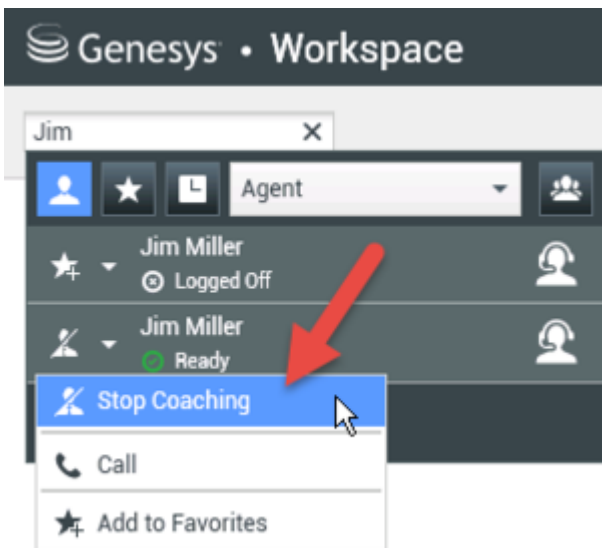 Genesys • Workspace
Jim
Agent
Jim Miller
Logged Off
Jim Miller
Ready
Stop Coaching
Call
Add to Favorites